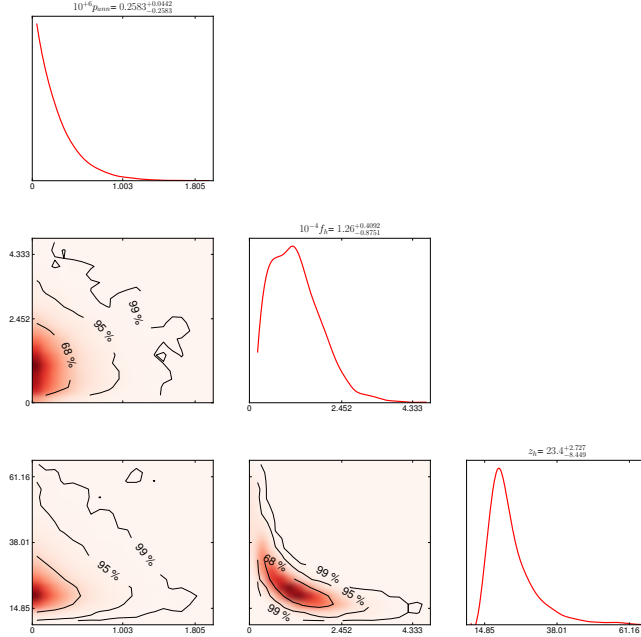 10^{+6}p_{ann}=0.2583^{+0.0442}_{-0.2583}
0 1.003 1.805
10^{-4}f_h=1.26^{+0.4092}_{-0.8751}
4.333
2.452
0
99 %
95 %
99 %
68 %
0 2.452 4.333
z_h=23.4^{+2.727}_{-8.449}
61.16
38.01
14.85
99 %
95 %
68 %
99 %
95 %
99 %
0 1.003 1.805
0 2.452 4.333
14.85 38.01 61.16